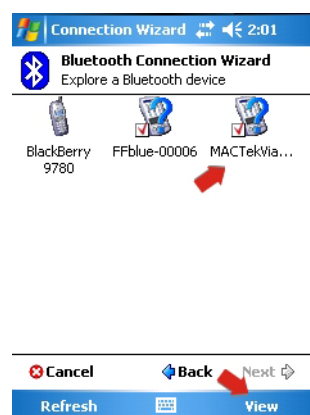 Connection Wizard 2:01
Bluetooth Connection Wizard
Explore a Bluetooth device
BlackBerry 9780 FFblue-00006 MACTekVia...
Cancel Back Next
Refresh View